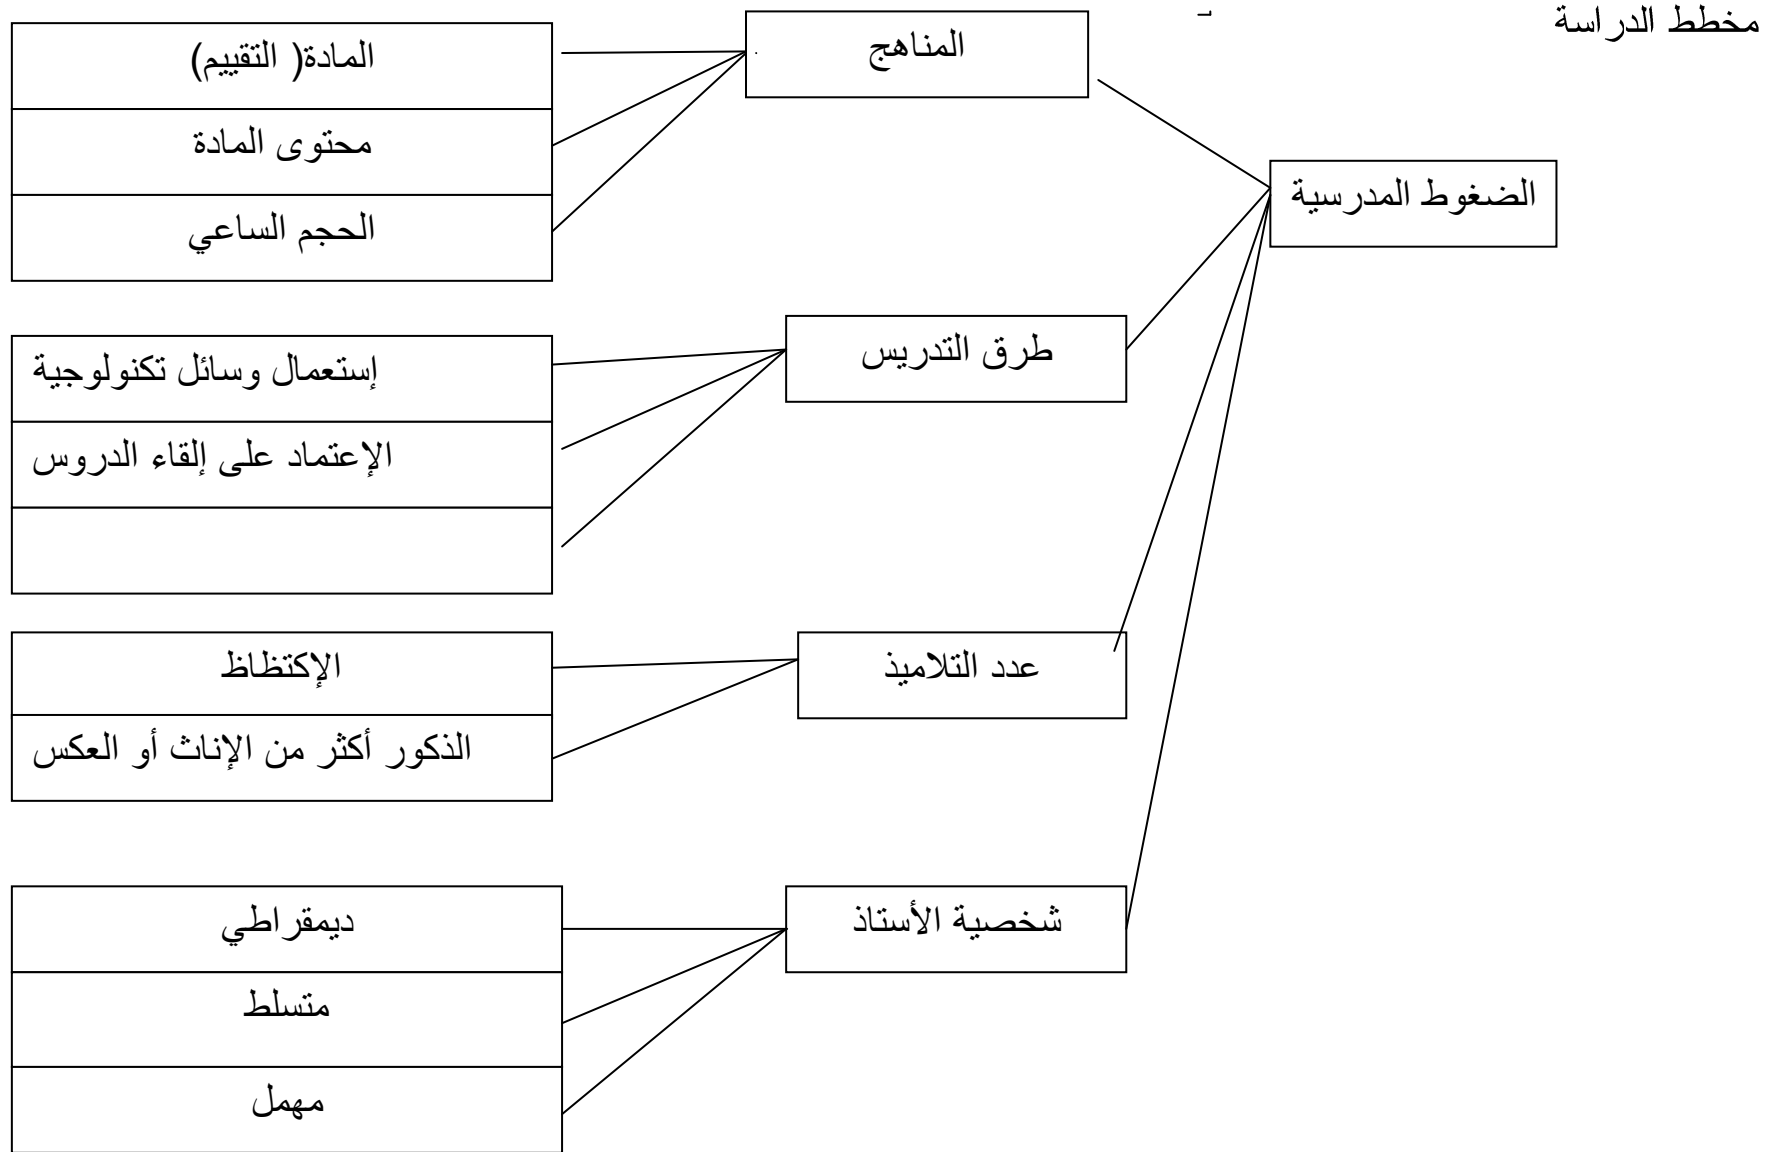 مخطط الدراسة
المناهج
المادة( التقييم)
محتوى المادة
الحجم الساعي
الضغوط المدرسية
طرق التدريس
إستعمال وسائل تكنولوجية
الإعتماد على إلقاء الدروس
عدد التلاميذ
الإكتظاظ
الذكور أكثر من الإناث أو العكس
شخصية الأستاذ
ديمقراطي
متسلط
مهمل